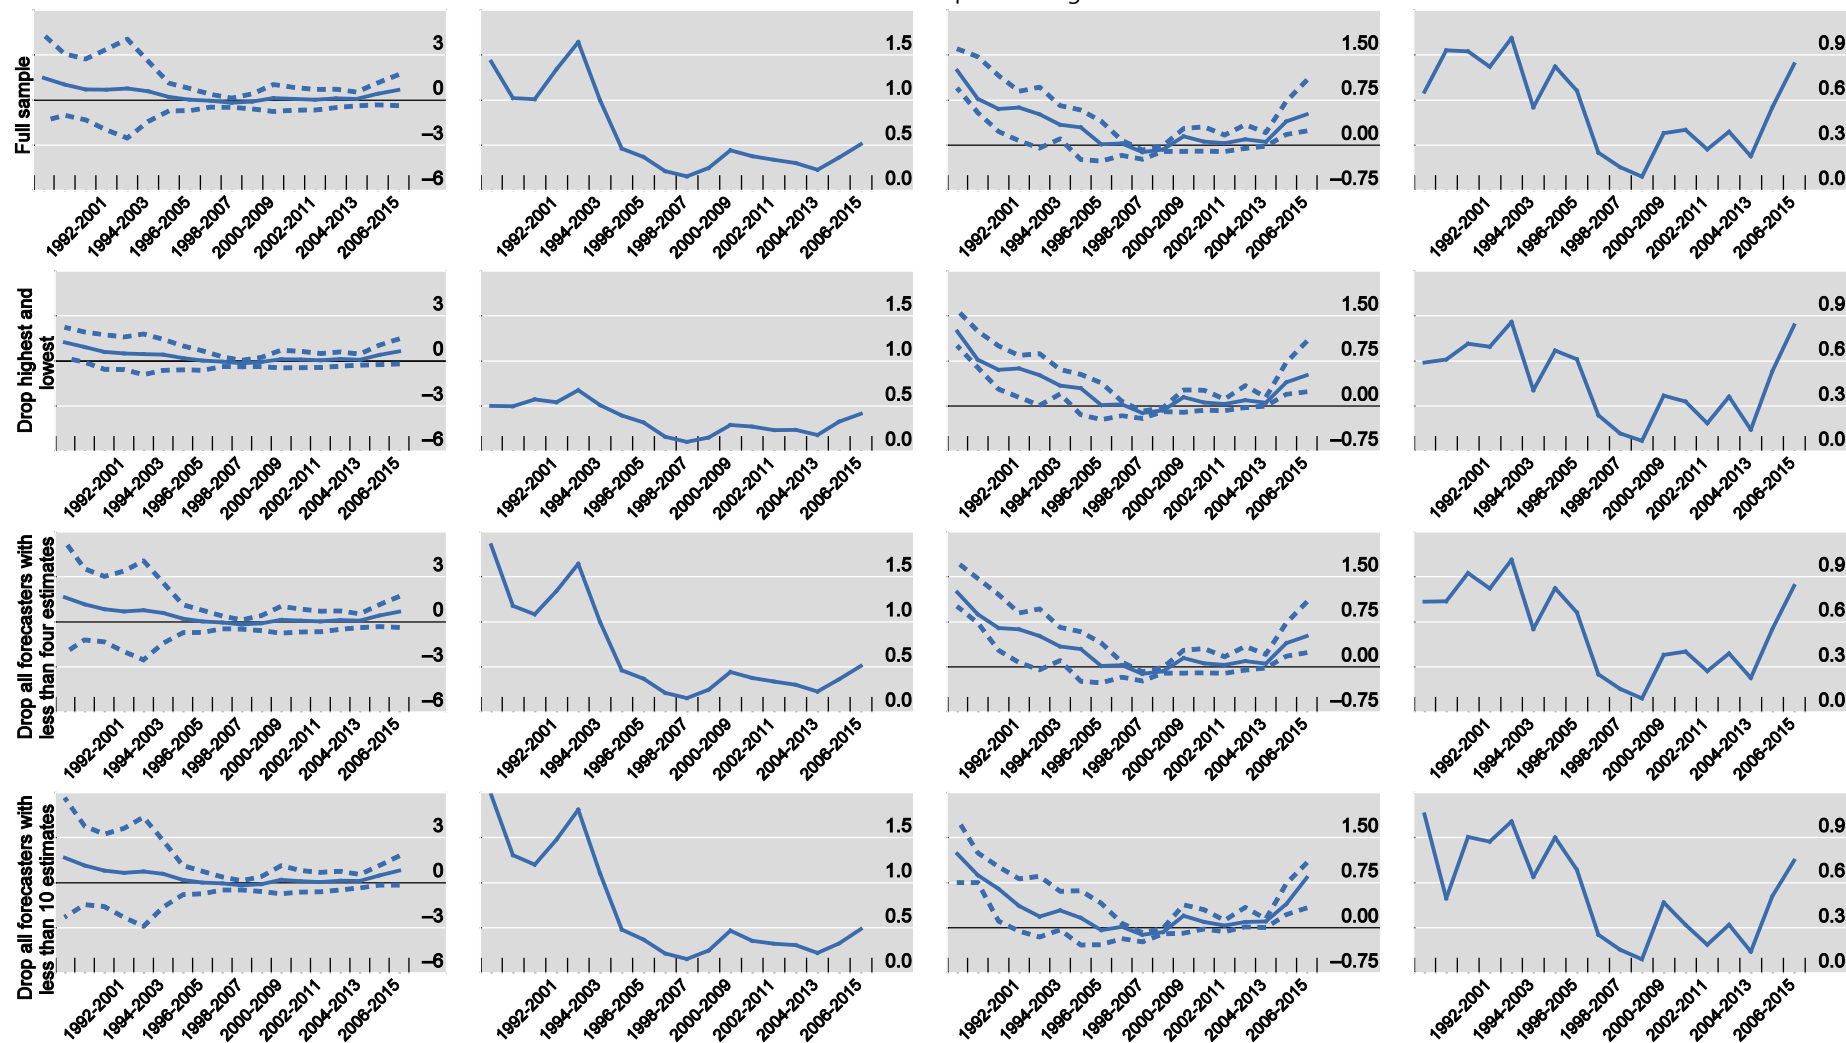 Full sample
3 1.5 1.50 0.9
0 1.0 0.75 0.6
–3 0.5 0.00 0.3
–6 0.0 –0.75 0.0
1992-2001 1994-2003 1996-2005 1998-2007 2000-2009 2002-2011 2004-2013 2006-2015 1992-2001 1994-2003 1996-2005 1998-2007 2000-2009 2002-2011 2004-2013 2006-2015 1992-2001 1994-2003 1996-2005 1998-2007 2000-2009 2002-2011 2004-2013 2006-2015 1992-2001 1994-2003 1996-2005 1998-2007 2000-2009 2002-2011 2004-2013 2006-2015
Drop highest and
lowest
3 1.5 1.50 0.9
0 1.0 0.75 0.6
–3 0.5 0.00 0.3
–6 0.0 –0.75 0.0
1992-2001 1994-2003 1996-2005 1998-2007 2000-2009 2002-2011 2004-2013 2006-2015 1992-2001 1994-2003 1996-2005 1998-2007 2000-2009 2002-2011 2004-2013 2006-2015 1992-2001 1994-2003 1996-2005 1998-2007 2000-2009 2002-2011 2004-2013 2006-2015 1992-2001 1994-2003 1996-2005 1998-2007 2000-2009 2002-2011 2004-2013 2006-2015
Drop all forecasters with
less than four estimates
3 1.5 1.50 0.9
0 1.0 0.75 0.6
–3 0.5 0.00 0.3
–6 0.0 –0.75 0.0
1992-2001 1994-2003 1996-2005 1998-2007 2000-2009 2002-2011 2004-2013 2006-2015 1992-2001 1994-2003 1996-2005 1998-2007 2000-2009 2002-2011 2004-2013 2006-2015 1992-2001 1994-2003 1996-2005 1998-2007 2000-2009 2002-2011 2004-2013 2006-2015 1992-2001 1994-2003 1996-2005 1998-2007 2000-2009 2002-2011 2004-2013 2006-2015
Drop all forecasters with
less than 10 estimates
3 1.5 1.50 0.9
0 1.0 0.75 0.6
–3 0.5 0.00 0.3
–6 0.0 –0.75 0.0
1992-2001 1994-2003 1996-2005 1998-2007 2000-2009 2002-2011 2004-2013 2006-2015 1992-2001 1994-2003 1996-2005 1998-2007 2000-2009 2002-2011 2004-2013 2006-2015 1992-2001 1994-2003 1996-2005 1998-2007 2000-2009 2002-2011 2004-2013 2006-2015 1992-2001 1994-2003 1996-2005 1998-2007 2000-2009 2002-2011 2004-2013 2006-2015